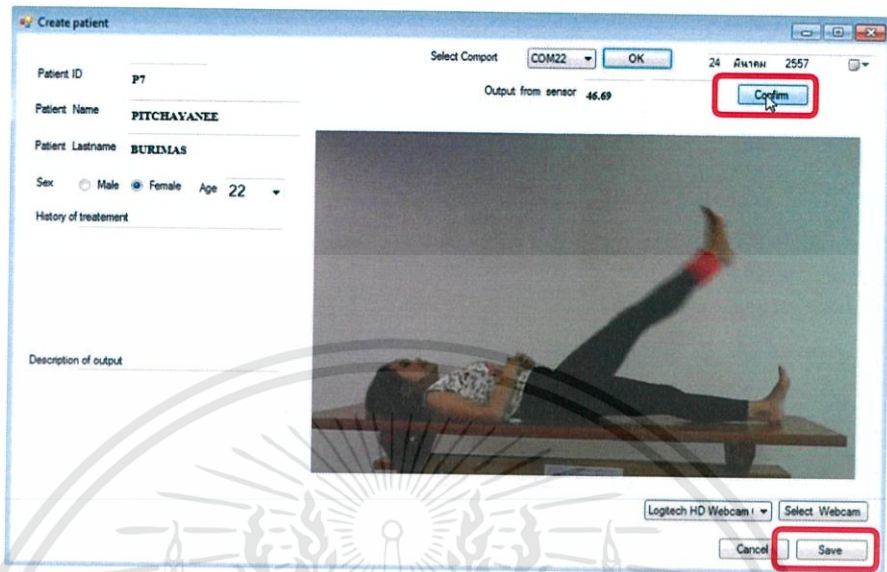 Create patient
Select Comport COM22 OK 24 มีนาคม 2557
Patient ID P7
Output from sensor 46.69 Confirm
Patient Name PITCHAYANEE
Patient Lastname BURIMAS
Sex Male Female Age 22
History of treatement
Description of output
Logitech HD Webcam Select Webcam
Cancel Save